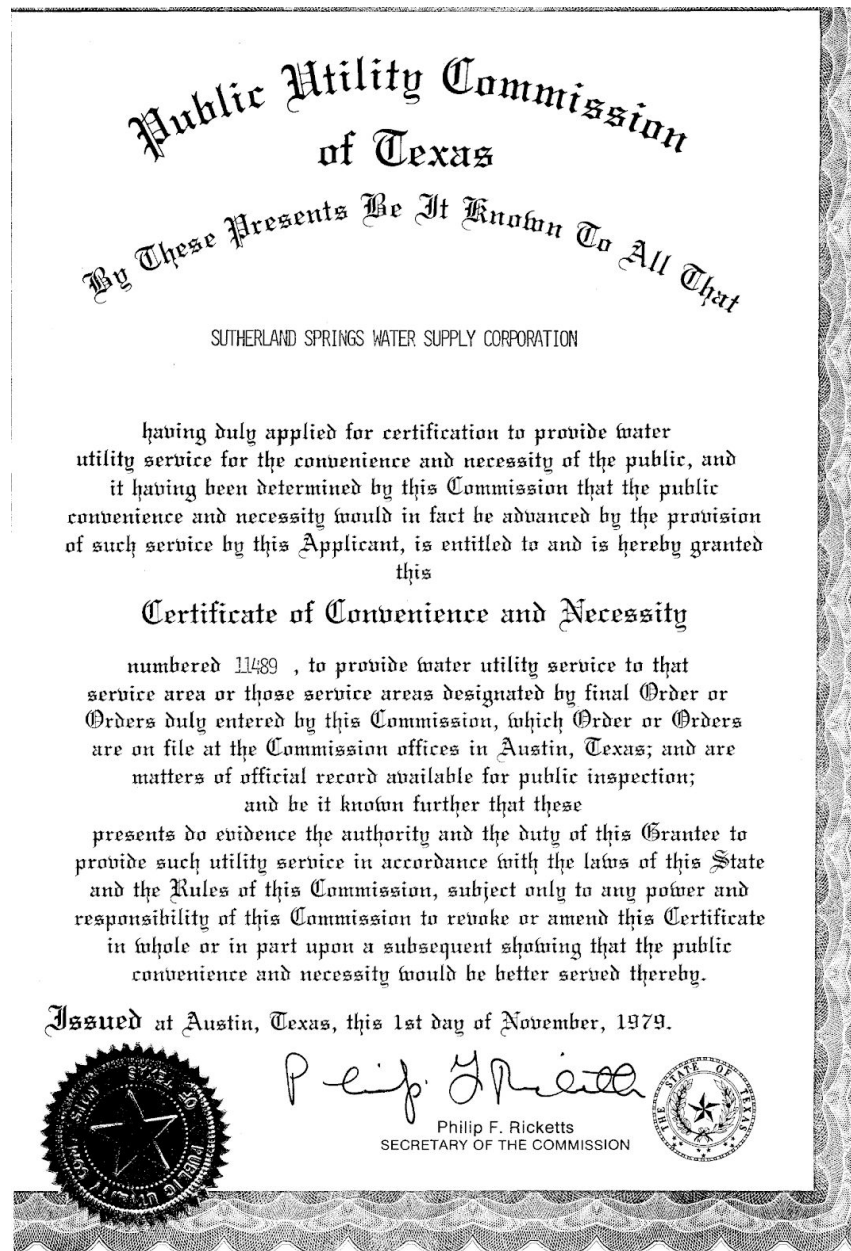 Public Utility Commission
of Texas
By These Presents Be It Known To All That
SUTHERLAND SPRINGS WATER SUPPLY CORPORATION
having duly applied for certification to provide water
utility service for the convenience and necessity of the public, and
it having been determined by this Commission that the public
convenience and necessity would in fact be advanced by the provision
of such service by this Applicant, is entitled to and is hereby granted
this
Certificate of Convenience and Necessity
numbered 11489 , to provide water utility service to that
service area or those service areas designated by final Order or
Orders duly entered by this Commission, which Order or Orders
are on file at the Commission offices in Austin, Texas; and are
matters of official record available for public inspection;
and be it known further that these
presents do evidence the authority and the duty of this Grantee to
provide such utility service in accordance with the laws of this State
and the Rules of this Commission, subject only to any power and
responsibility of this Commission to revoke or amend this Certificate
in whole or in part upon a subsequent showing that the public
convenience and necessity would be better served thereby.
Issued at Austin, Texas, this 1st day of November, 1979.
Philip F. Ricketts
SECRETARY OF THE COMMISSION
THE STATE OF TEXAS
PUBLIC